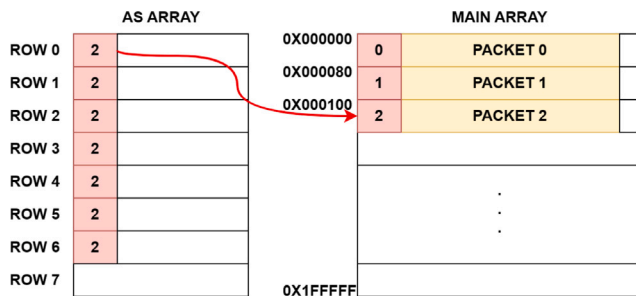 AS ARRAY
MAIN ARRAY
ROW 0 2
0X000000
0 PACKET 0
ROW 1 2
0X000080
1 PACKET 1
ROW 2 2
0X000100
2 PACKET 2
ROW 3 2
ROW 4 2
ROW 5 2
ROW 6 2
.
.
.
ROW 7
0X1FFFFF